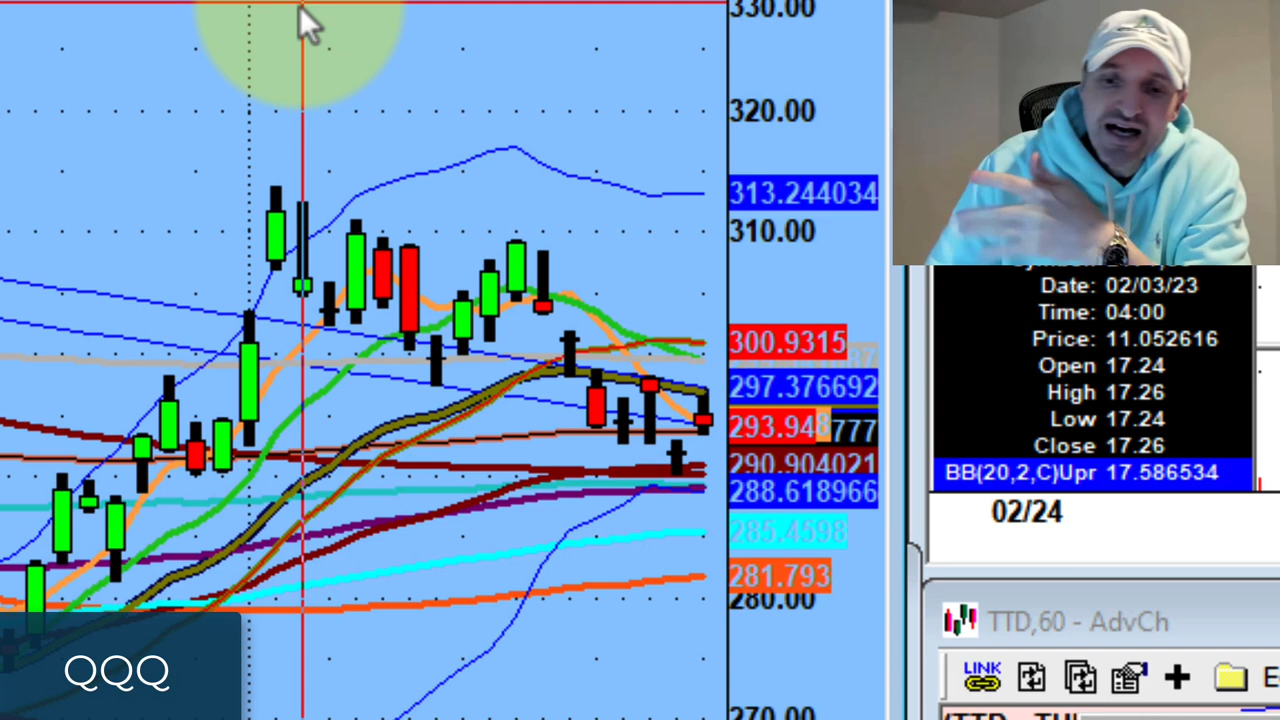 330.00
320.00
313.244034
310.00
300.9315
297.376692
293.948
777
290.904021
288.618966
285.4598
281.793
280.00
270.00
QQQ
Date: 02/03/23
Time: 04:00
Price: 11.052616
Open 17.24
High 17.26
Low 17.24
Close 17.26
BB(20,2,C)Upr 17.586534
02/24
TTD,60 - AdvCh
LINK